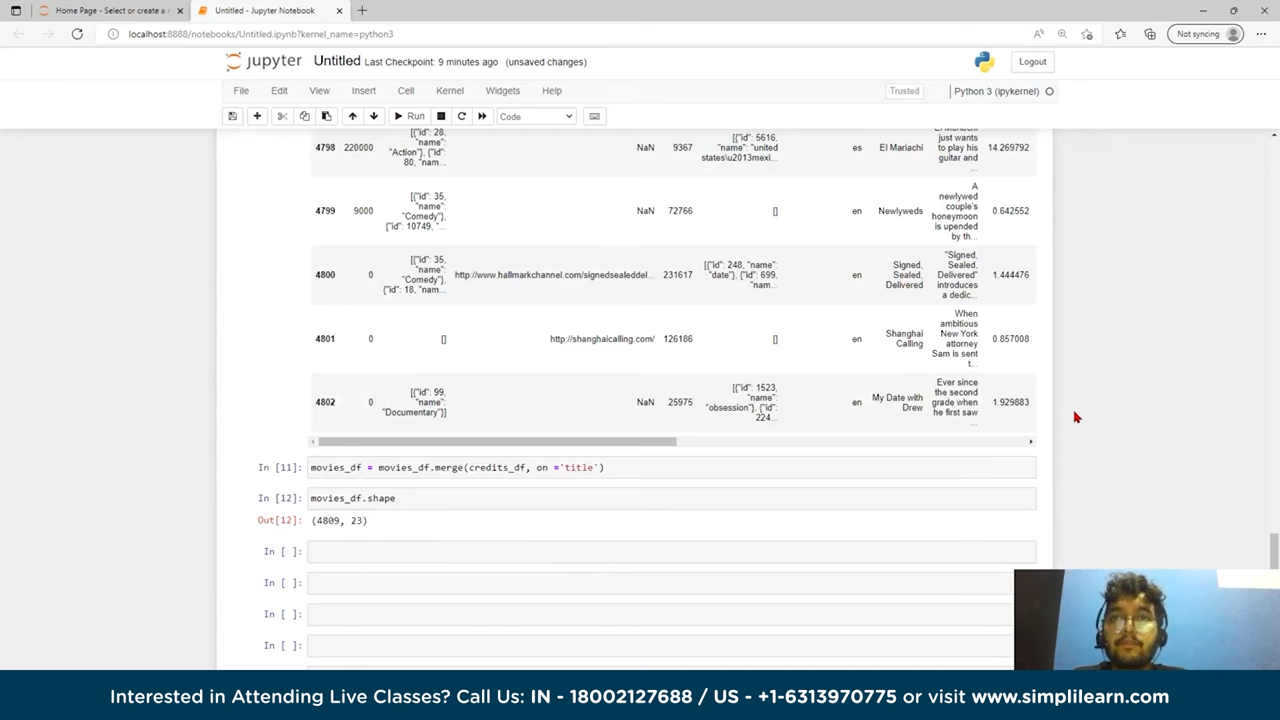 Home Page - Select or create a n
Untitled - Jupyter Notebook
localhost:8888/notebooks/Untitled.ipynb?kernel_name=python3
Not syncing
jupyter Untitled Last Checkpoint: 9 minutes ago (unsaved changes)
Logout
File Edit View Insert Cell Kernel Widgets Help
Trusted
Python 3 (ipykernel)
Run
Code
4798 220000 [{"id": 28, "name": "Action"}, {"id": 80, "nam... NaN 9367 [{"id": 5616, "name": "united states\u2013mexi... es El Mariachi El Mariachi just wants to play his guitar and ... 14.269792
4799 9000 [{"id": 35, "name": "Comedy"}, {"id": 10749, "... NaN 72766 [] en Newlyweds A newlywed couple's honeymoon is upended by th... 0.642552
4800 0 [{"id": 35, "name": "Comedy"}, {"id": 18, "nam... http://www.hallmarkchannel.com/signedsealeddel... 231617 [{"id": 248, "name": "date"}, {"id": 699, "nam... en Signed, Sealed, Delivered "Signed, Sealed, Delivered" introduces a dedic... 1.444476
4801 0 [] http://shanghaicalling.com/ 126186 [] en Shanghai Calling When ambitious New York attorney Sam is sent t... 0.857008
4802 0 [{"id": 99, "name": "Documentary"}] NaN 25975 [{"id": 1523, "name": "obsession"}, {"id": 224... en My Date with Drew Ever since the second grade when he first saw ... 1.929883
In [11]: movies_df = movies_df.merge(credits_df, on ='title')
In [12]: movies_df.shape
Out[12]: (4809, 23)
In [ ]:
In [ ]:
In [ ]:
In [ ]:
Interested in Attending Live Classes? Call Us: IN - 18002127688 / US - +1-6313970775 or visit www.simplilearn.com